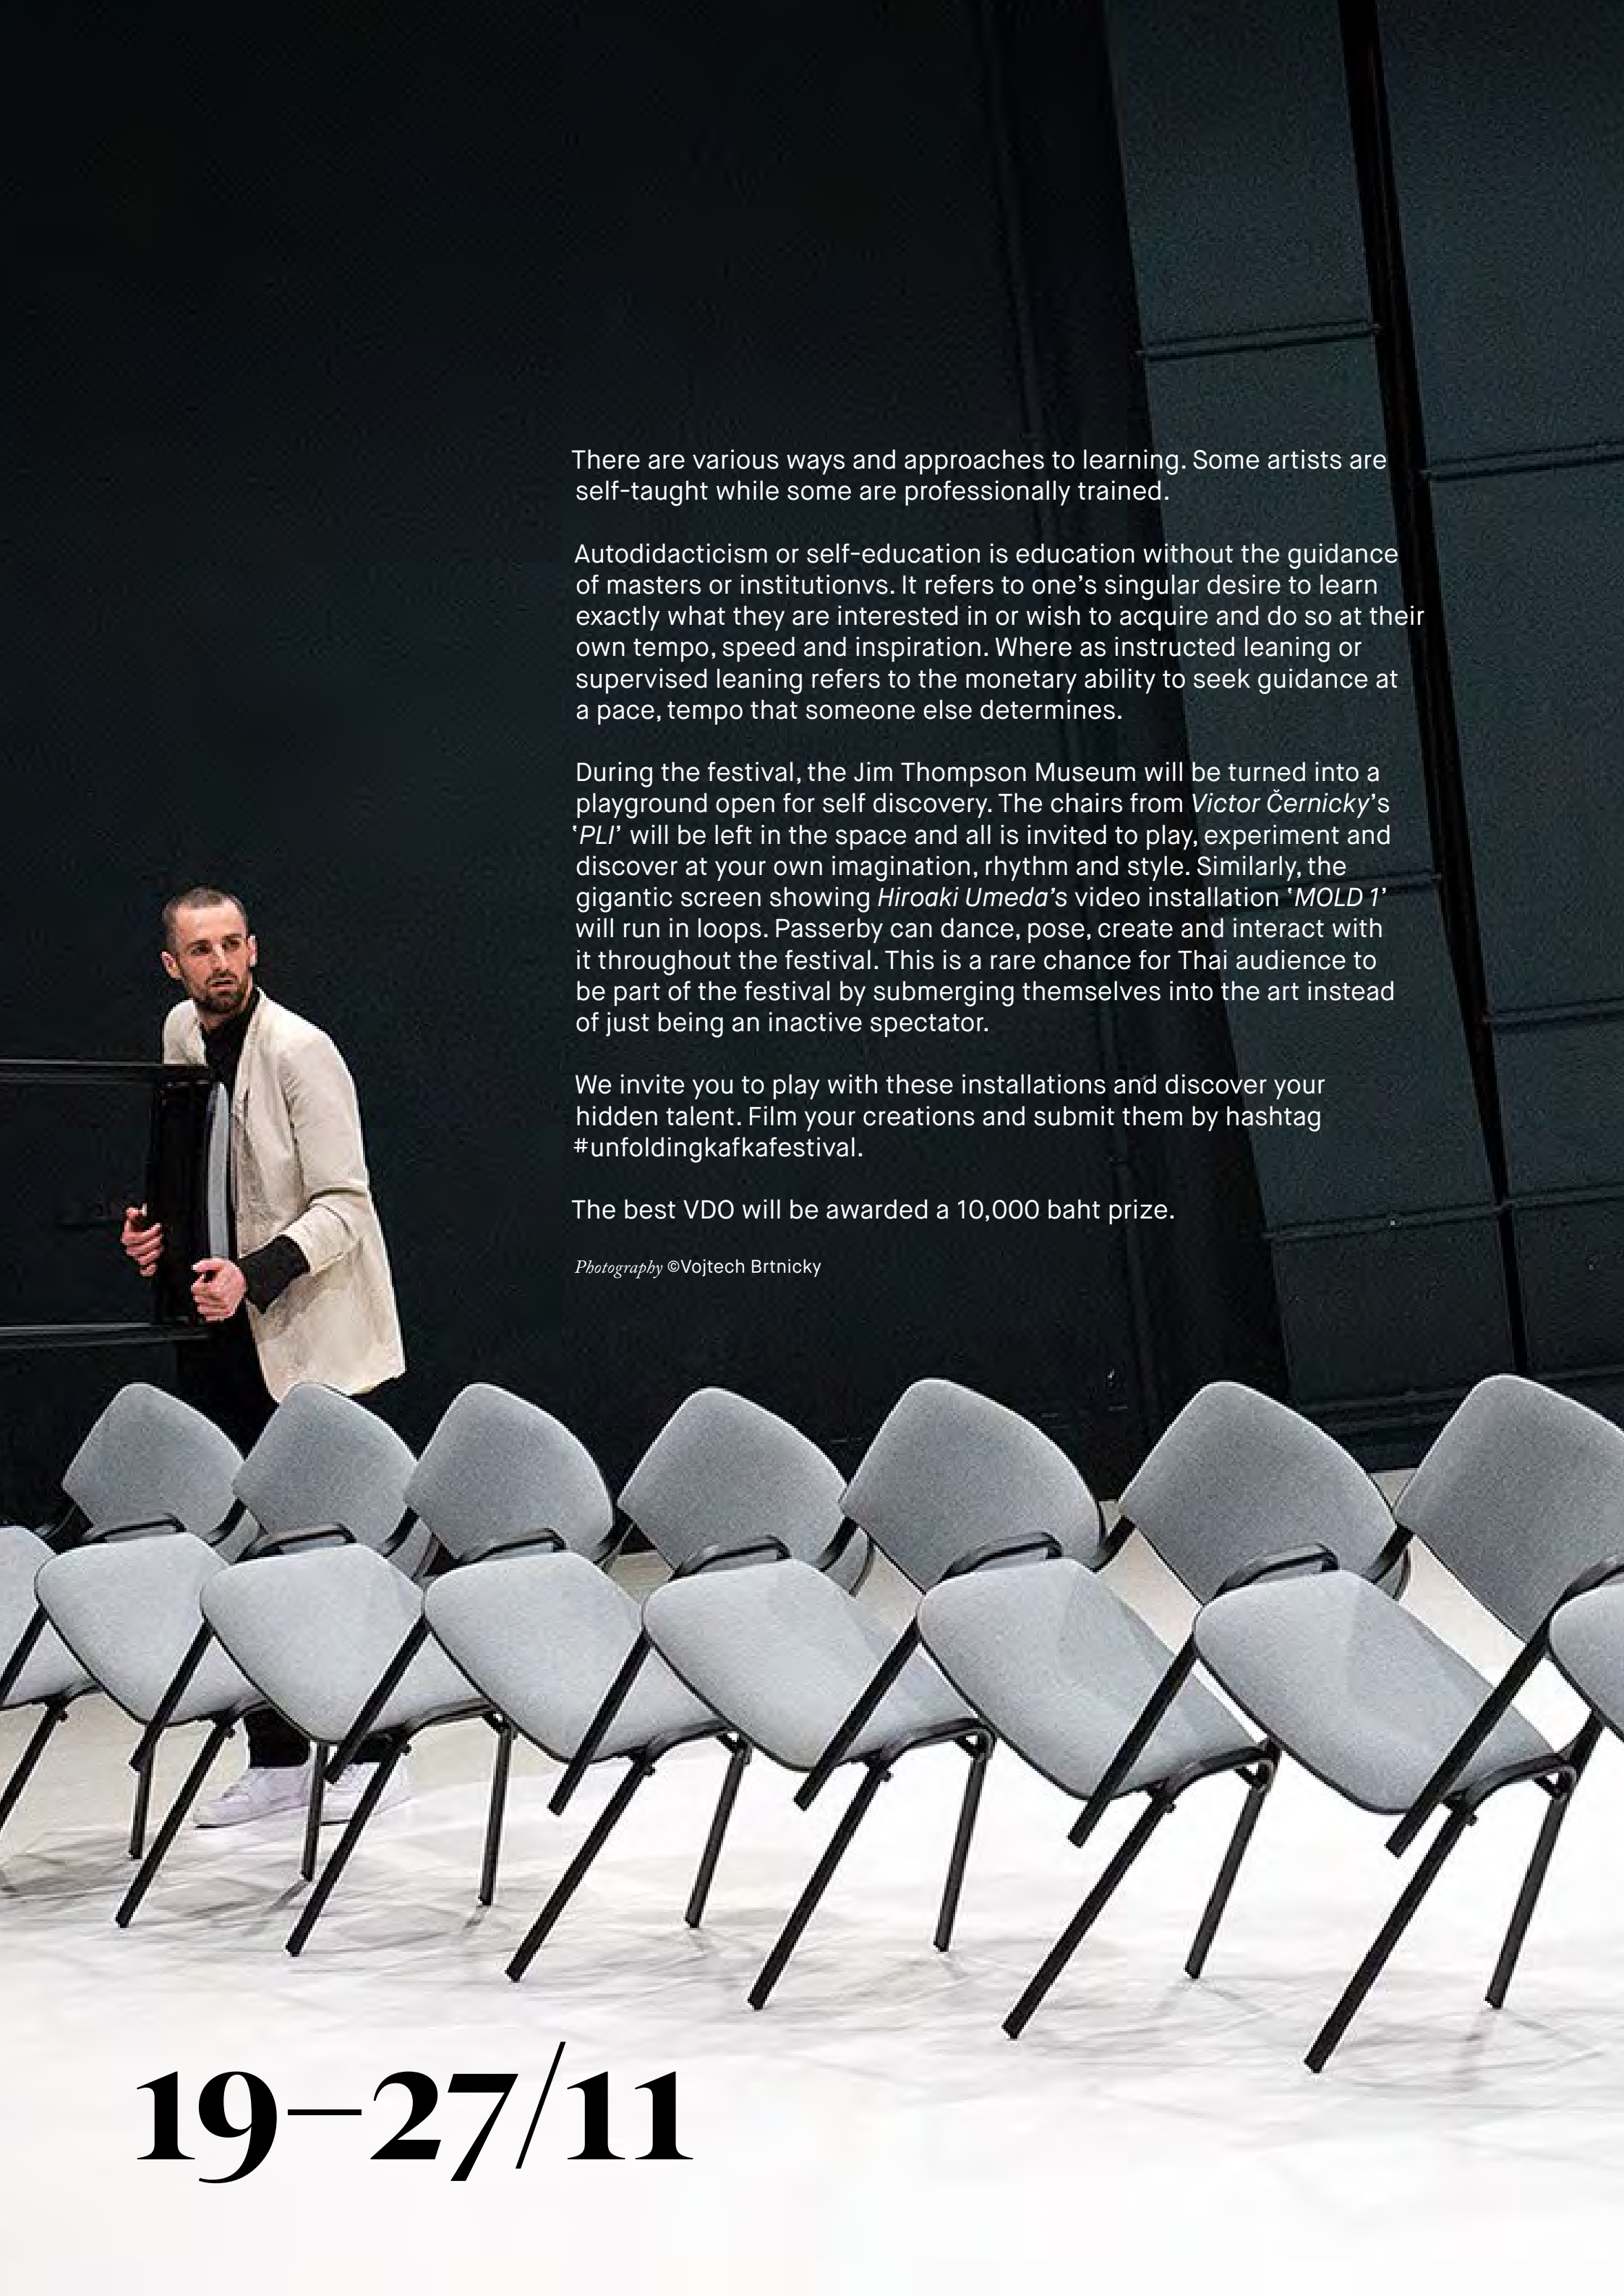 There are various ways and approaches to learning. Some artists are
self-taught while some are professionally trained.
Autodidacticism or self-education is education without the guidance
of masters or institutionvs. It refers to one’s singular desire to learn
exactly what they are interested in or wish to acquire and do so at their
own tempo, speed and inspiration. Where as instructed leaning or
supervised leaning refers to the monetary ability to seek guidance at
a pace, tempo that someone else determines.
During the festival, the Jim Thompson Museum will be turned into a
playground open for self discovery. The chairs from Victor Černicky’s
‘PLI’ will be left in the space and all is invited to play, experiment and
discover at your own imagination, rhythm and style. Similarly, the
gigantic screen showing Hiroaki Umeda’s video installation ‘MOLD 1’
will run in loops. Passerby can dance, pose, create and interact with
it throughout the festival. This is a rare chance for Thai audience to
be part of the festival by submerging themselves into the art instead
of just being an inactive spectator.
We invite you to play with these installations and discover your
hidden talent. Film your creations and submit them by hashtag
#unfoldingkafkafestival.
The best VDO will be awarded a 10,000 baht prize.
Photography ©Vojtech Brtnicky
19–27/11